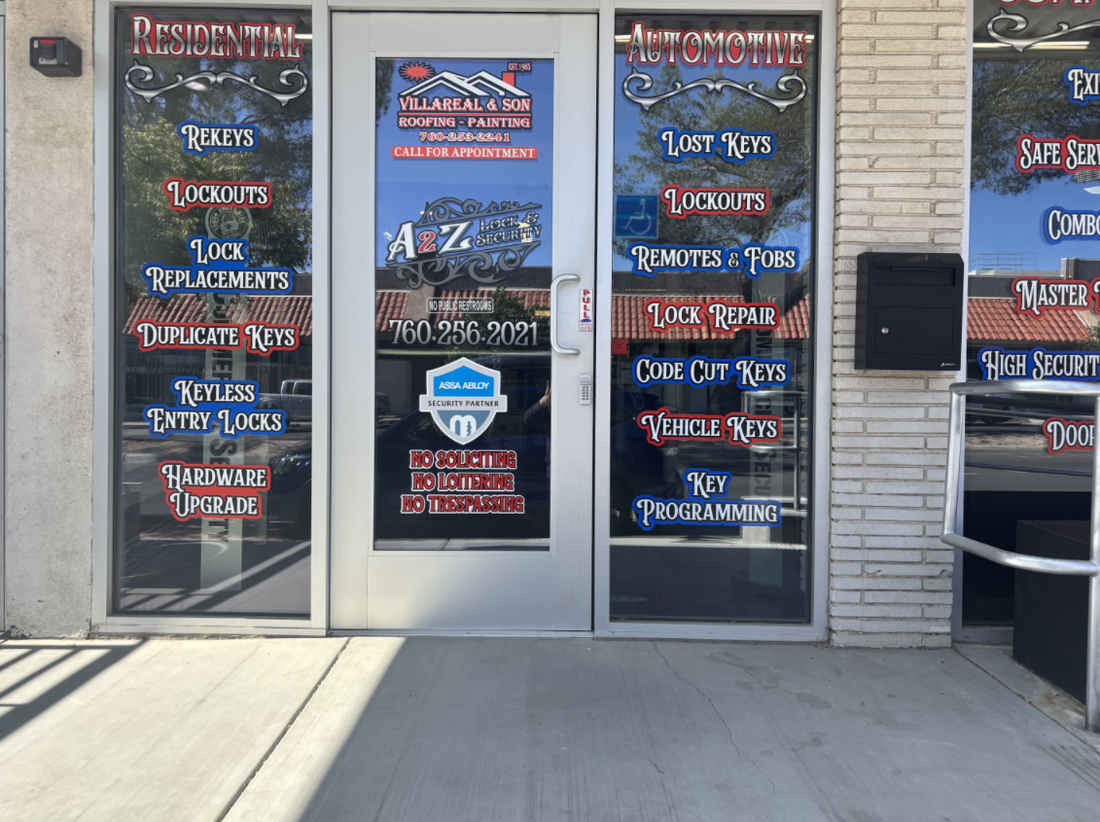 RESIDENTIAL
REKEYS
LOCKOUTS
LOCK
REPLACEMENTS
DUPLICATE KEYS
KEYLESS
ENTRY LOCKS
HARDWARE
UPGRADE
EST. 1985
VILLAREAL & SON
ROOFING - PAINTING
760-253-2241
CALL FOR APPOINTMENT
A2Z LOCK &
SECURITY
NO PUBLIC RESTROOMS
760·256·2021
PULL
ASSA ABLOY
SECURITY PARTNER
NO SOLICITING
NO LOITERING
NO TRESPASSING
AUTOMOTIVE
LOST KEYS
LOCKOUTS
REMOTES & FOBS
LOCK REPAIR
CODE CUT KEYS
VEHICLE KEYS
KEY
PROGRAMMING
EXI
SAFE SERV
COMBO
MASTER
HIGH SECURITY
DOOR